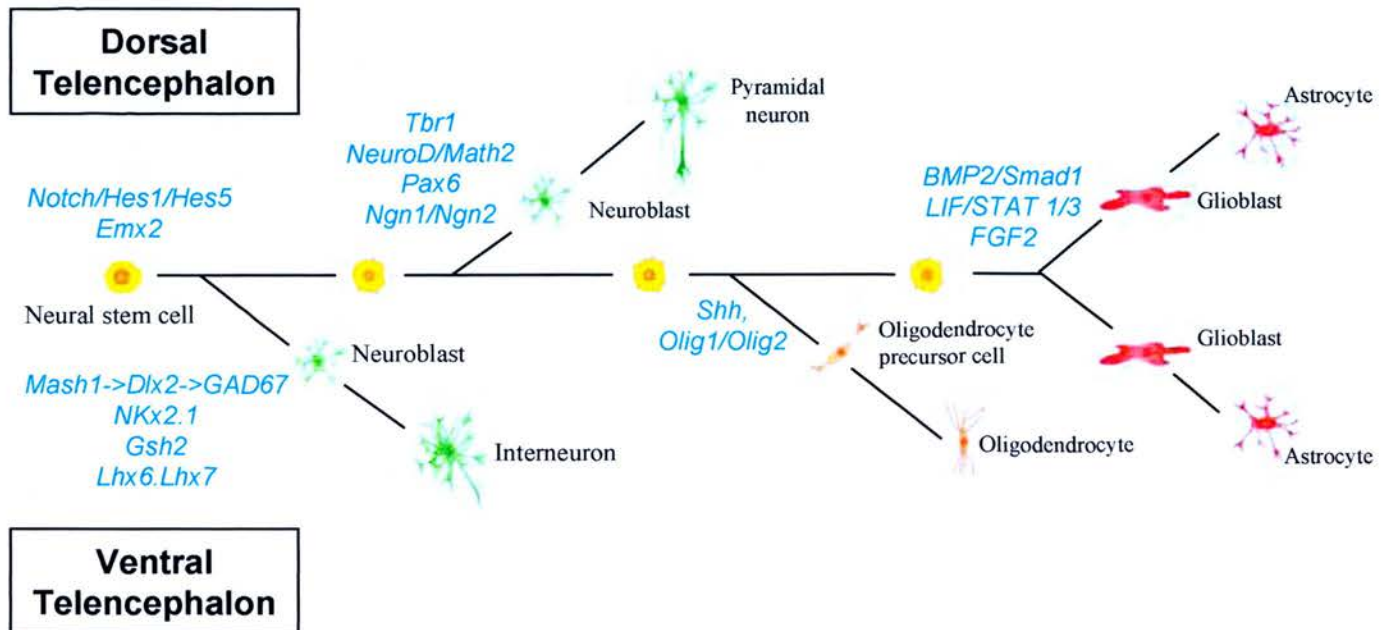 Dorsal
Telencephalon
Pyramidal
neuron
Astrocyte
Tbr1
NeuroD/Math2
Pax6
Ngn1/Ngn2
Neuroblast
BMP2/Smad1
LIF/STAT 1/3
FGF2
Glioblast
Notch/Hes1/Hes5
Emx2
Neural stem cell
Neuroblast
Shh,
Olig1/Olig2
Oligodendrocyte
precursor cell
Glioblast
Mash1->Dlx2->GAD67
NKx2.1
Gsh2
Lhx6.Lhx7
Interneuron
Oligodendrocyte
Astrocyte
Ventral
Telencephalon